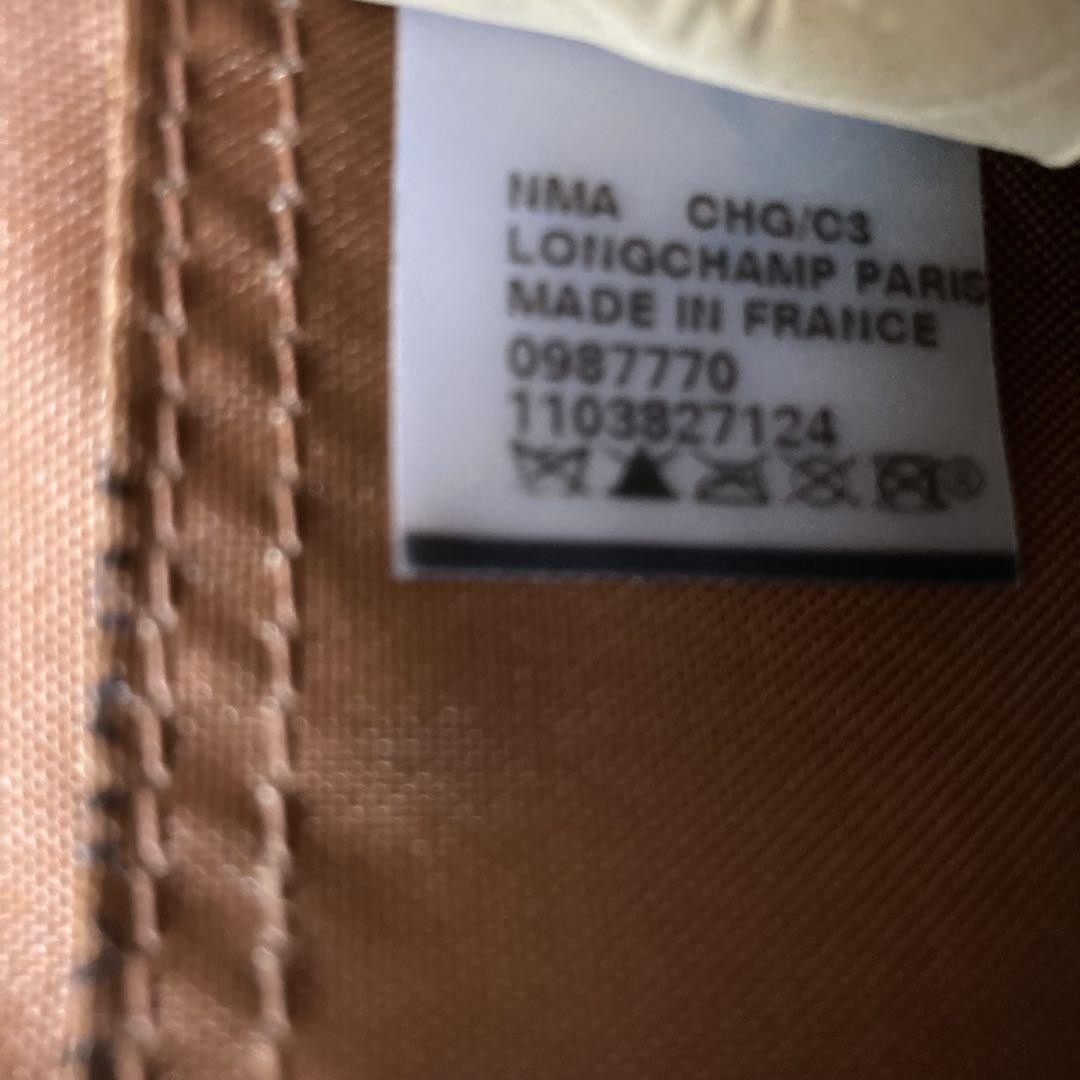 NMA CHG/C3
LONGCHAMP PARIS
MADE IN FRANCE
0987770
1103827124